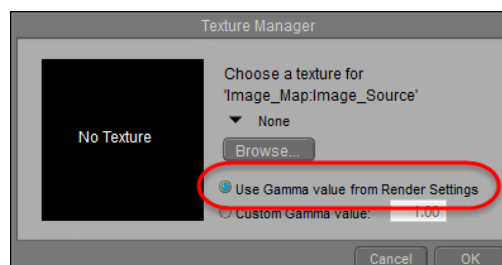 Texture Manager
Choose a texture for
'Image_Map:Image_Source'
No Texture
None
Browse...
Use Gamma value from Render Settings
Custom Gamma value: 1.00
Cancel OK